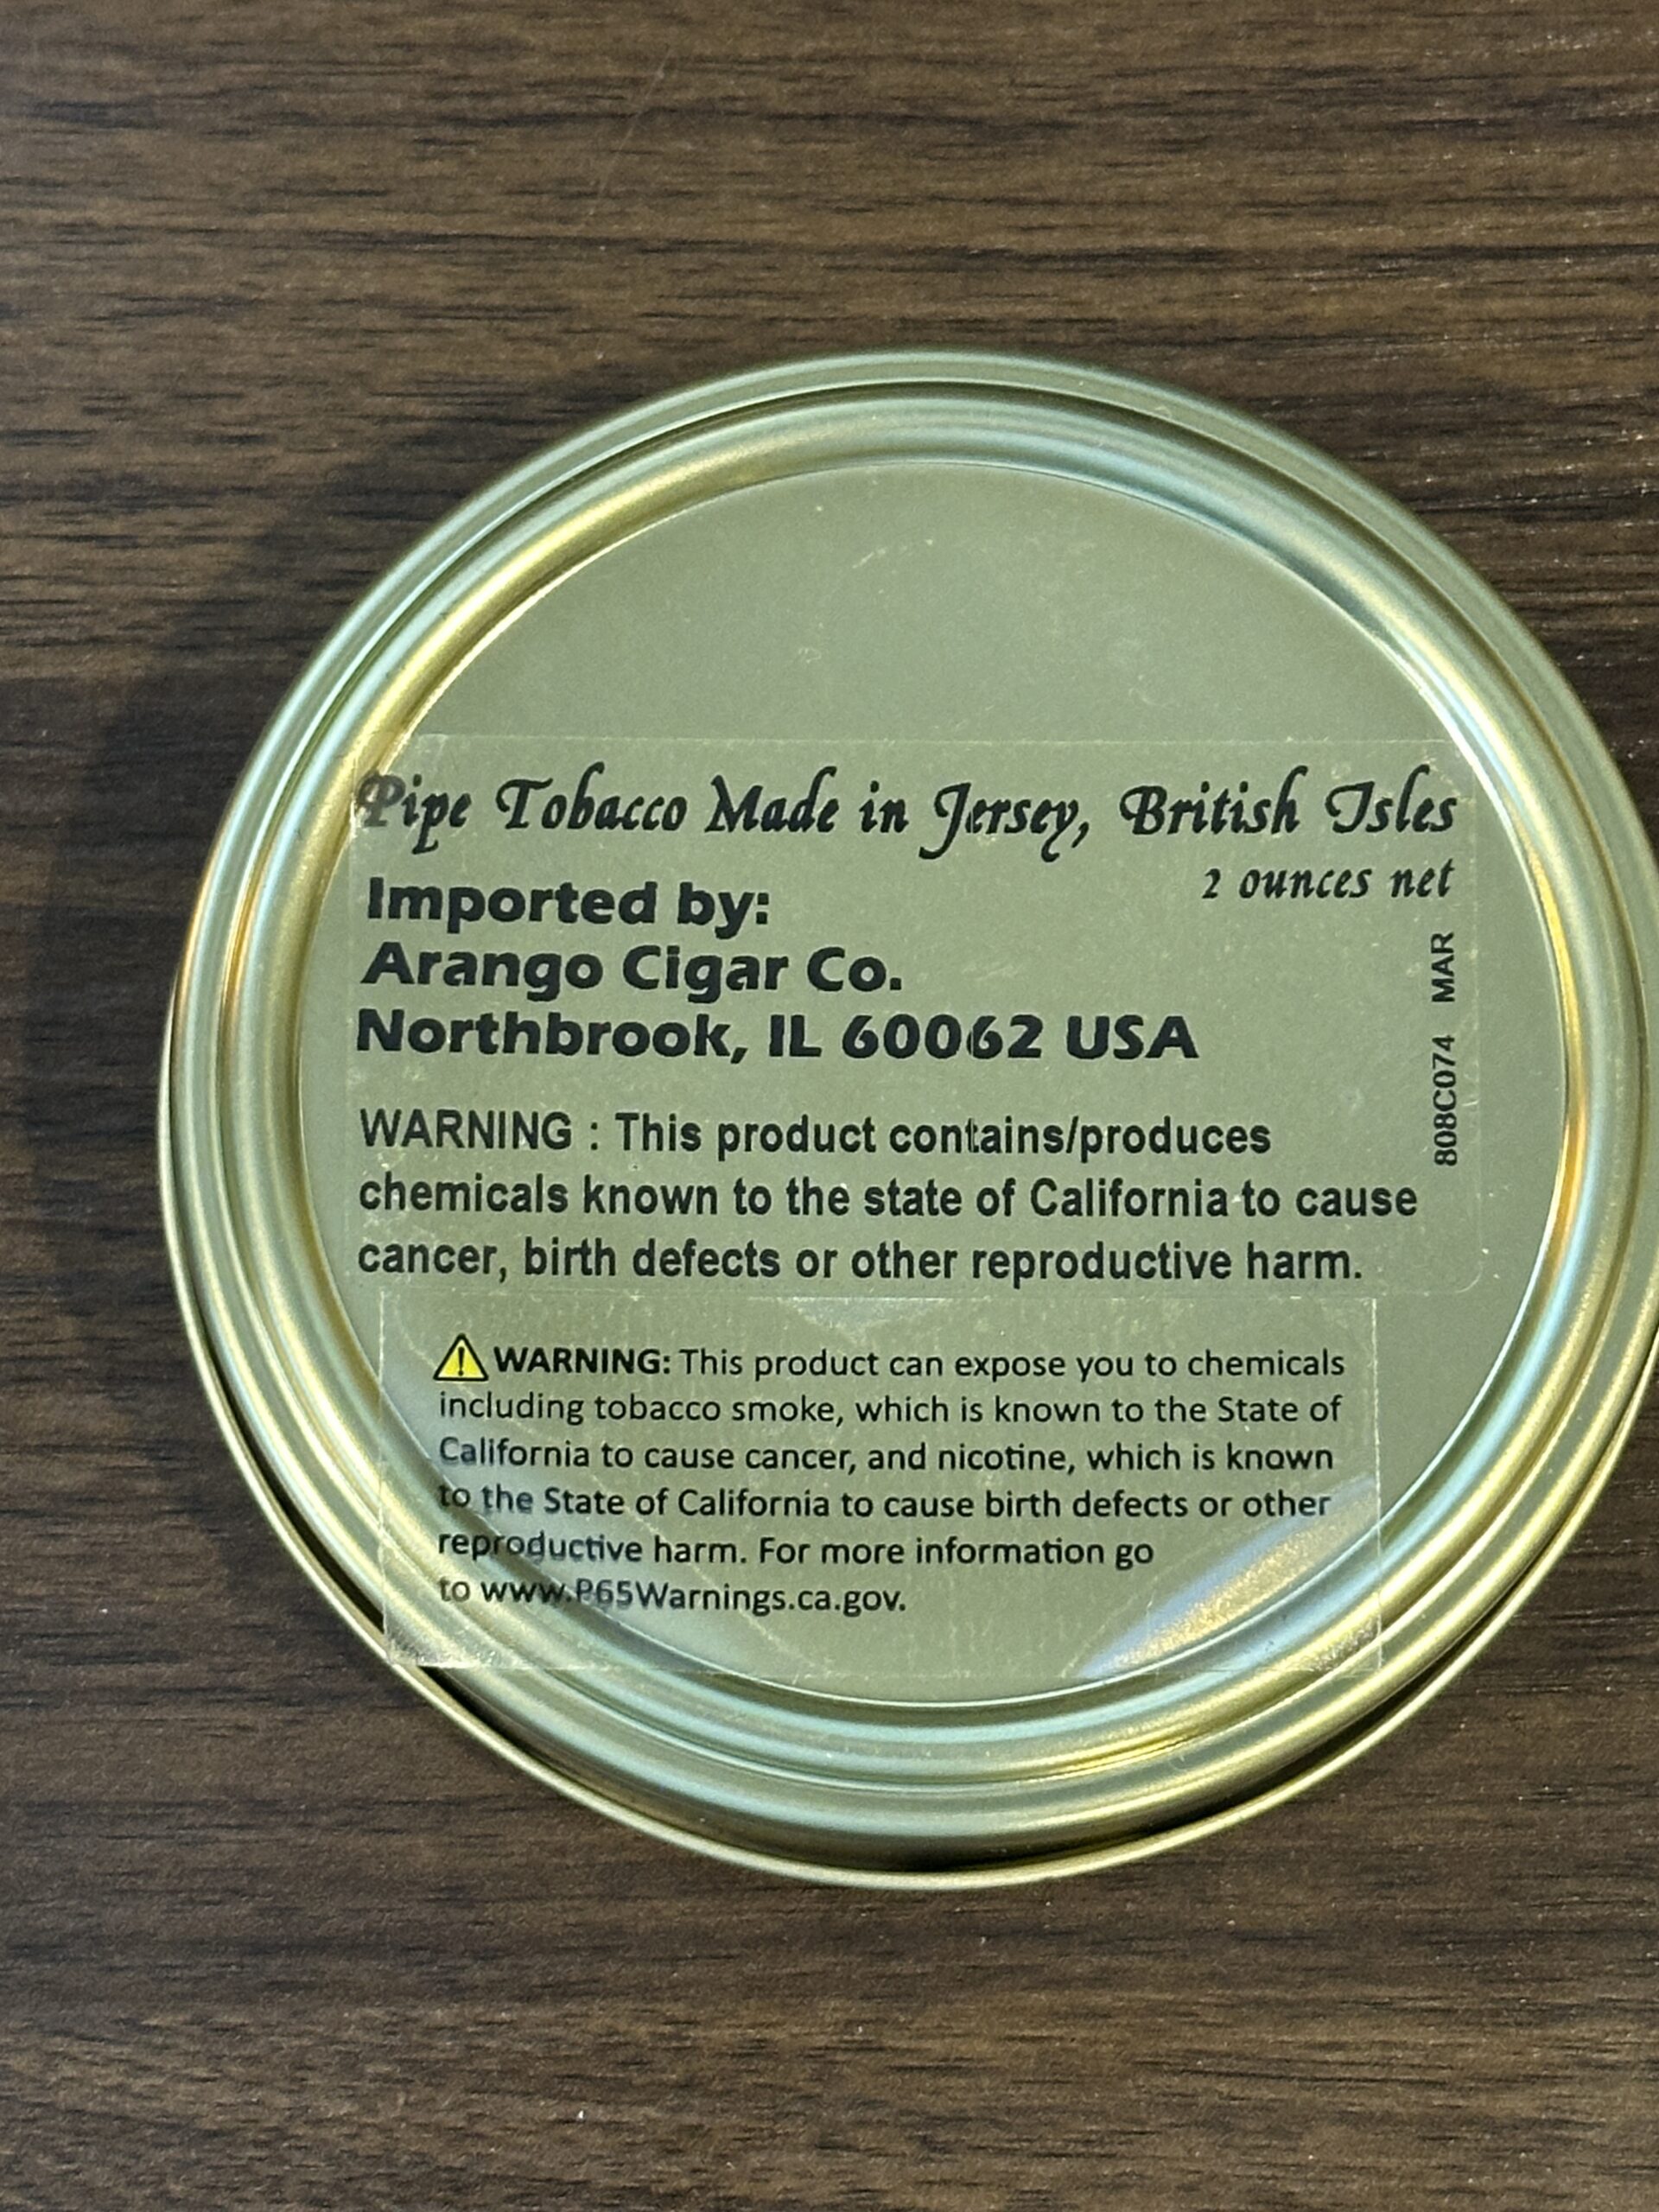 Pipe Tobacco Made in Jersey, British Isles
2 ounces net
Imported by:
Arango Cigar Co.
Northbrook, IL 60062 USA
808C074 MAR
WARNING : This product contains/produces
chemicals known to the state of California to cause
cancer, birth defects or other reproductive harm.
WARNING: This product can expose you to chemicals
including tobacco smoke, which is known to the State of
California to cause cancer, and nicotine, which is known
to the State of California to cause birth defects or other
reproductive harm. For more information go
to www.P65Warnings.ca.gov.